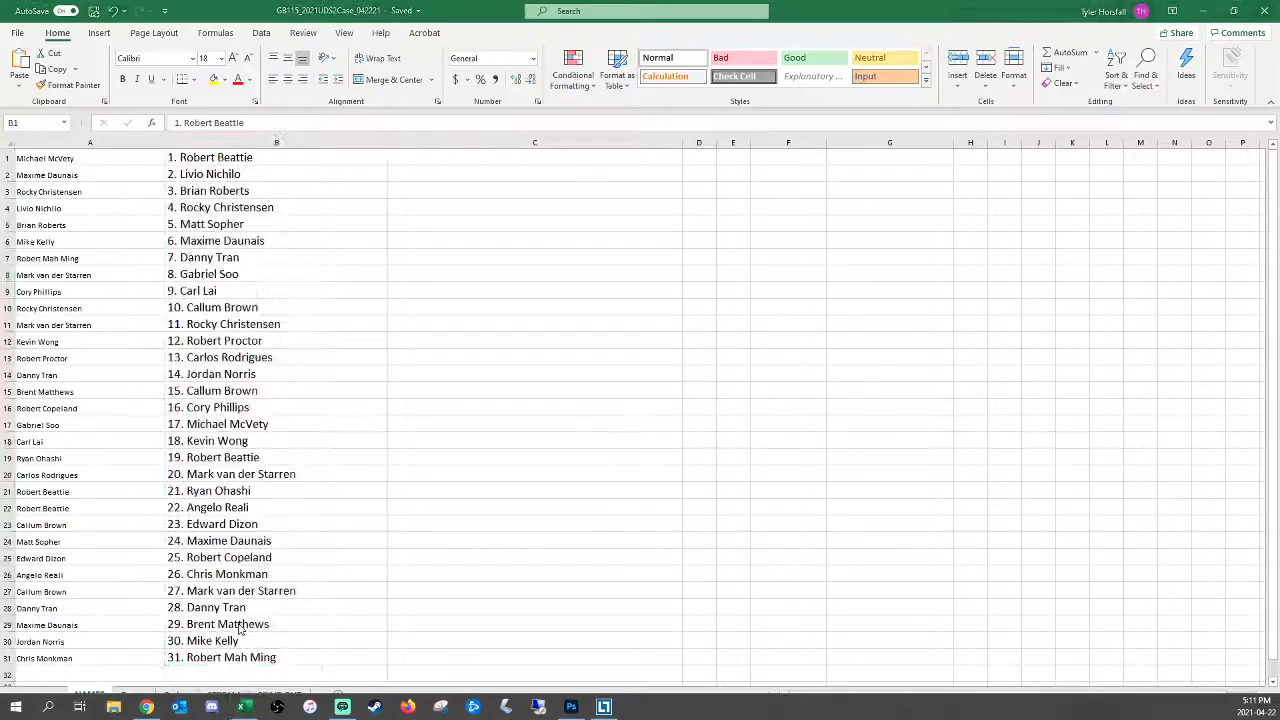 AutoSave On GB115_2021UDS2Case_042221 - Saved Search Tyler Horsfall TH
File Home Insert Page Layout Formulas Data Review View Help Acrobat Share Comments
Paste Cut Copy Format Painter Calibri 18 B I U Wrap Text Merge & Center General $ % Conditional Formatting Format as Table Normal Bad Good Neutral Calculation Check Cell Explanatory ... Input Insert Delete Format AutoSum Fill Clear Sort & Filter Find & Select Ideas Sensitivity
Clipboard Font Alignment Number Styles Cells Editing Ideas Sensitivity
B1 fx 1. Robert Beattie
A B C D E F G H I J K L M N O P
1 Michael McVety 1. Robert Beattie
2 Maxime Daunais 2. Livio Nichilo
3 Rocky Christensen 3. Brian Roberts
4 Livio Nichilo 4. Rocky Christensen
5 Brian Roberts 5. Matt Sopher
6 Mike Kelly 6. Maxime Daunais
7 Robert Mah Ming 7. Danny Tran
8 Mark van der Starren 8. Gabriel Soo
9 Cory Phillips 9. Carl Lai
10 Rocky Christensen 10. Callum Brown
11 Mark van der Starren 11. Rocky Christensen
12 Kevin Wong 12. Robert Proctor
13 Robert Proctor 13. Carlos Rodrigues
14 Danny Tran 14. Jordan Norris
15 Brent Matthews 15. Callum Brown
16 Robert Copeland 16. Cory Phillips
17 Gabriel Soo 17. Michael McVety
18 Carl Lai 18. Kevin Wong
19 Ryan Ohashi 19. Robert Beattie
20 Carlos Rodrigues 20. Mark van der Starren
21 Robert Beattie 21. Ryan Ohashi
22 Robert Beattie 22. Angelo Reali
23 Callum Brown 23. Edward Dizon
24 Matt Sopher 24. Maxime Daunais
25 Edward Dizon 25. Robert Copeland
26 Angelo Reali 26. Chris Monkman
27 Callum Brown 27. Mark van der Starren
28 Danny Tran 28. Danny Tran
29 Maxime Daunais 29. Brent Matthews
30 Jordan Norris 30. Mike Kelly
31 Chris Monkman 31. Robert Mah Ming
32
5:11 PM
2021-04-22